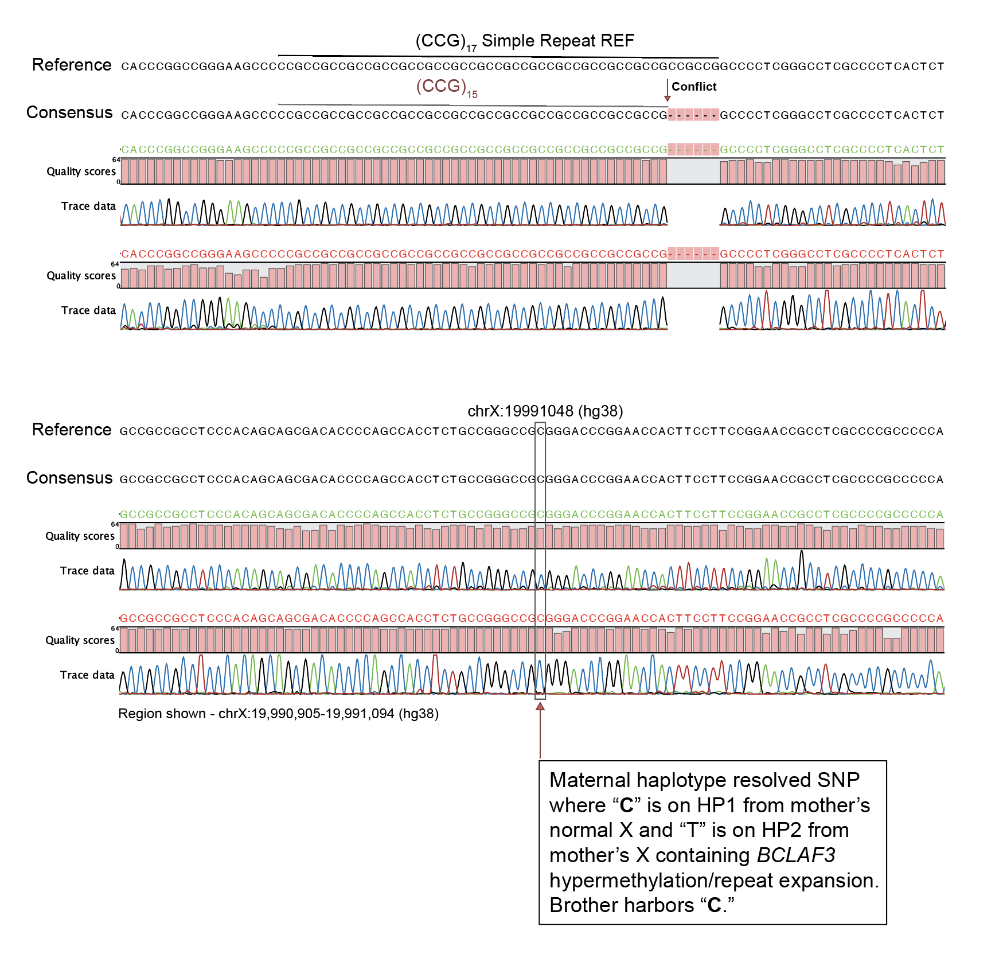 (CCG)17 Simple Repeat REF
Reference CACCCGGCCGGGAAGCCCCCGCCGCCGCCGCCGCCGCCGCCGCCGCCGCCGCCGCCGCCGCCGCCGCCGGCCCCTCGGGCCTCGCCCCTCACTCT
(CCG)15 Conflict
Consensus CACCCGGCCGGGAAGCCCCCGCCGCCGCCGCCGCCGCCGCCGCCGCCGCCGCCGCCGCCGCCG------GCCCCTCGGGCCTCGCCCCTCACTCT
CACCCGGCCGGGAAGCCCCCGCCGCCGCCGCCGCCGCCGCCGCCGCCGCCGCCGCCGCCGCCG------GCCCCTCGGGCCTCGCCCCTCACTCT
64
Quality scores
0
Trace data
CACCCGGCCGGGAAGCCCCCGCCGCCGCCGCCGCCGCCGCCGCCGCCGCCGCCGCCGCCGCCG------GCCCCTCGGGCCTCGCCCCTCACTCT
64
Quality scores
0
Trace data
chrX:19991048 (hg38)
Reference GCCGCCGCCTCCCACAGCAGCGACACCCCAGCCACCTCTGCCGGGCCGCGGGACCCGGAACCACTTCCTTCCGGAACCGCCTCGCCCCGCCCCCA
Consensus GCCGCCGCCTCCCACAGCAGCGACACCCCAGCCACCTCTGCCGGGCCGCGGGACCCGGAACCACTTCCTTCCGGAACCGCCTCGCCCCGCCCCCA
GCCGCCGCCTCCCACAGCAGCGACACCCCAGCCACCTCTGCCGGGCCGCGGGACCCGGAACCACTTCCTTCCGGAACCGCCTCGCCCCGCCCCCA
64
Quality scores
0
Trace data
GCCGCCGCCTCCCACAGCAGCGACACCCCAGCCACCTCTGCCGGGCCGCGGGACCCGGAACCACTTCCTTCCGGAACCGCCTCGCCCCGCCCCCA
64
Quality scores
0
Trace data
Region shown - chrX:19,990,905-19,991,094 (hg38)
Maternal haplotype resolved SNP
where “C” is on HP1 from mother’s
normal X and “T” is on HP2 from
mother’s X containing BCLAF3
hypermethylation/repeat expansion.
Brother harbors “C.”